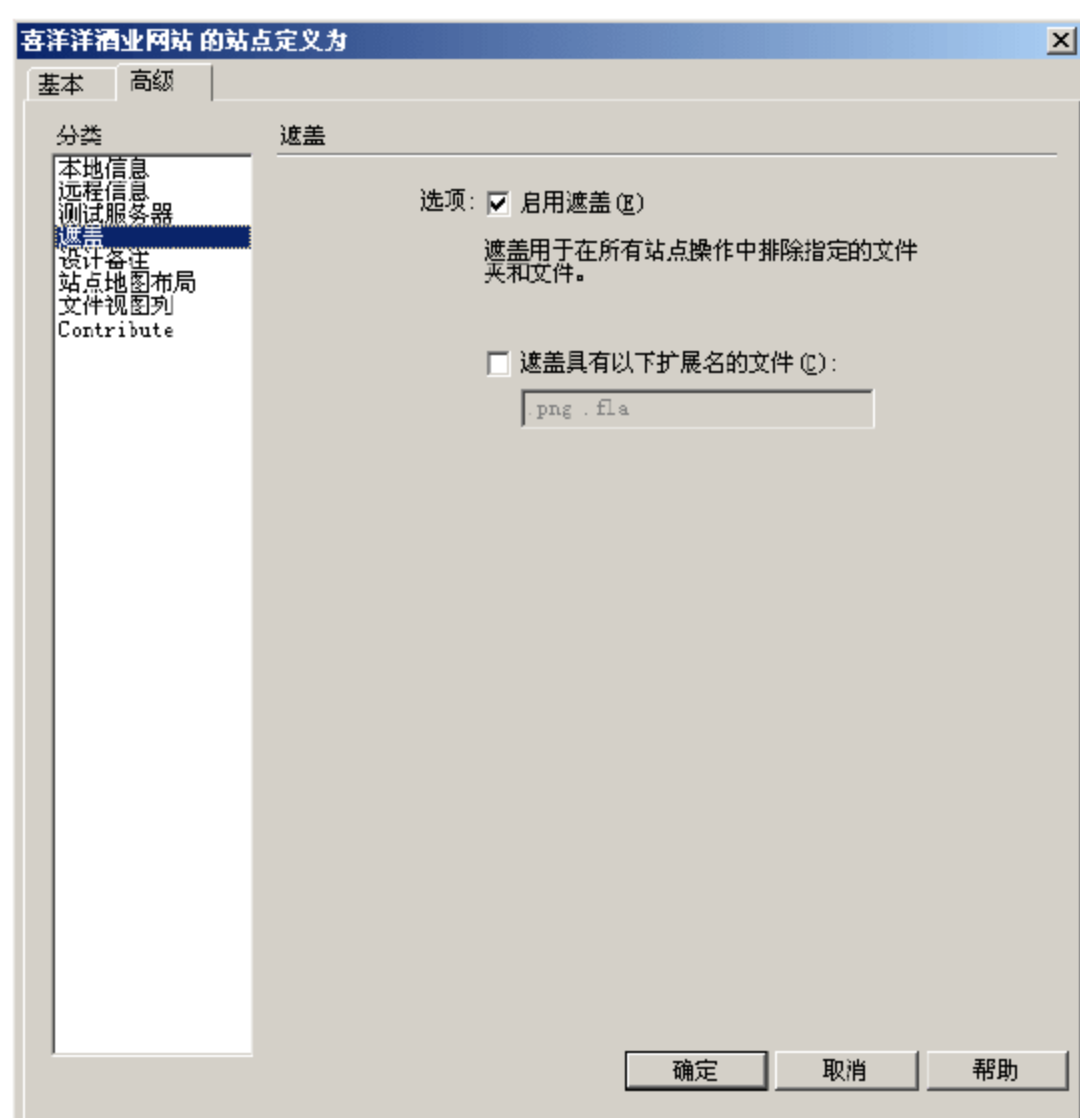 喜洋洋酒业网站 的站点定义为
基本 高级
分类
本地信息
远程信息
测试服务器
遮盖
设计备注
站点地图布局
文件视图列
Contribute
遮盖
选项: 启用遮盖(E)
遮盖用于在所有站点操作中排除指定的文件
夹和文件。
遮盖具有以下扩展名的文件(C):
.png .fla
确定 取消 帮助